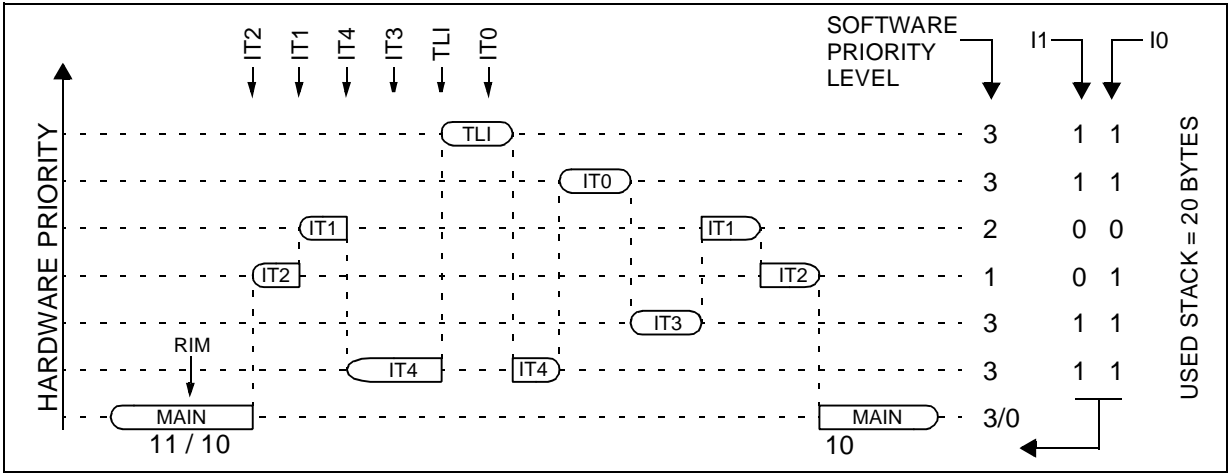 IT2
IT1
IT4
IT3
TLI
IT0
SOFTWARE
PRIORITY
LEVEL
I1
I0
HARDWARE PRIORITY
USED STACK = 20 BYTES
TLI
3
1 1
IT0
3
1 1
IT1
IT1
2
0 0
IT2
IT2
1
0 1
IT3
3
1 1
RIM
IT4
IT4
3
1 1
MAIN
MAIN
3/0
11 / 10
10